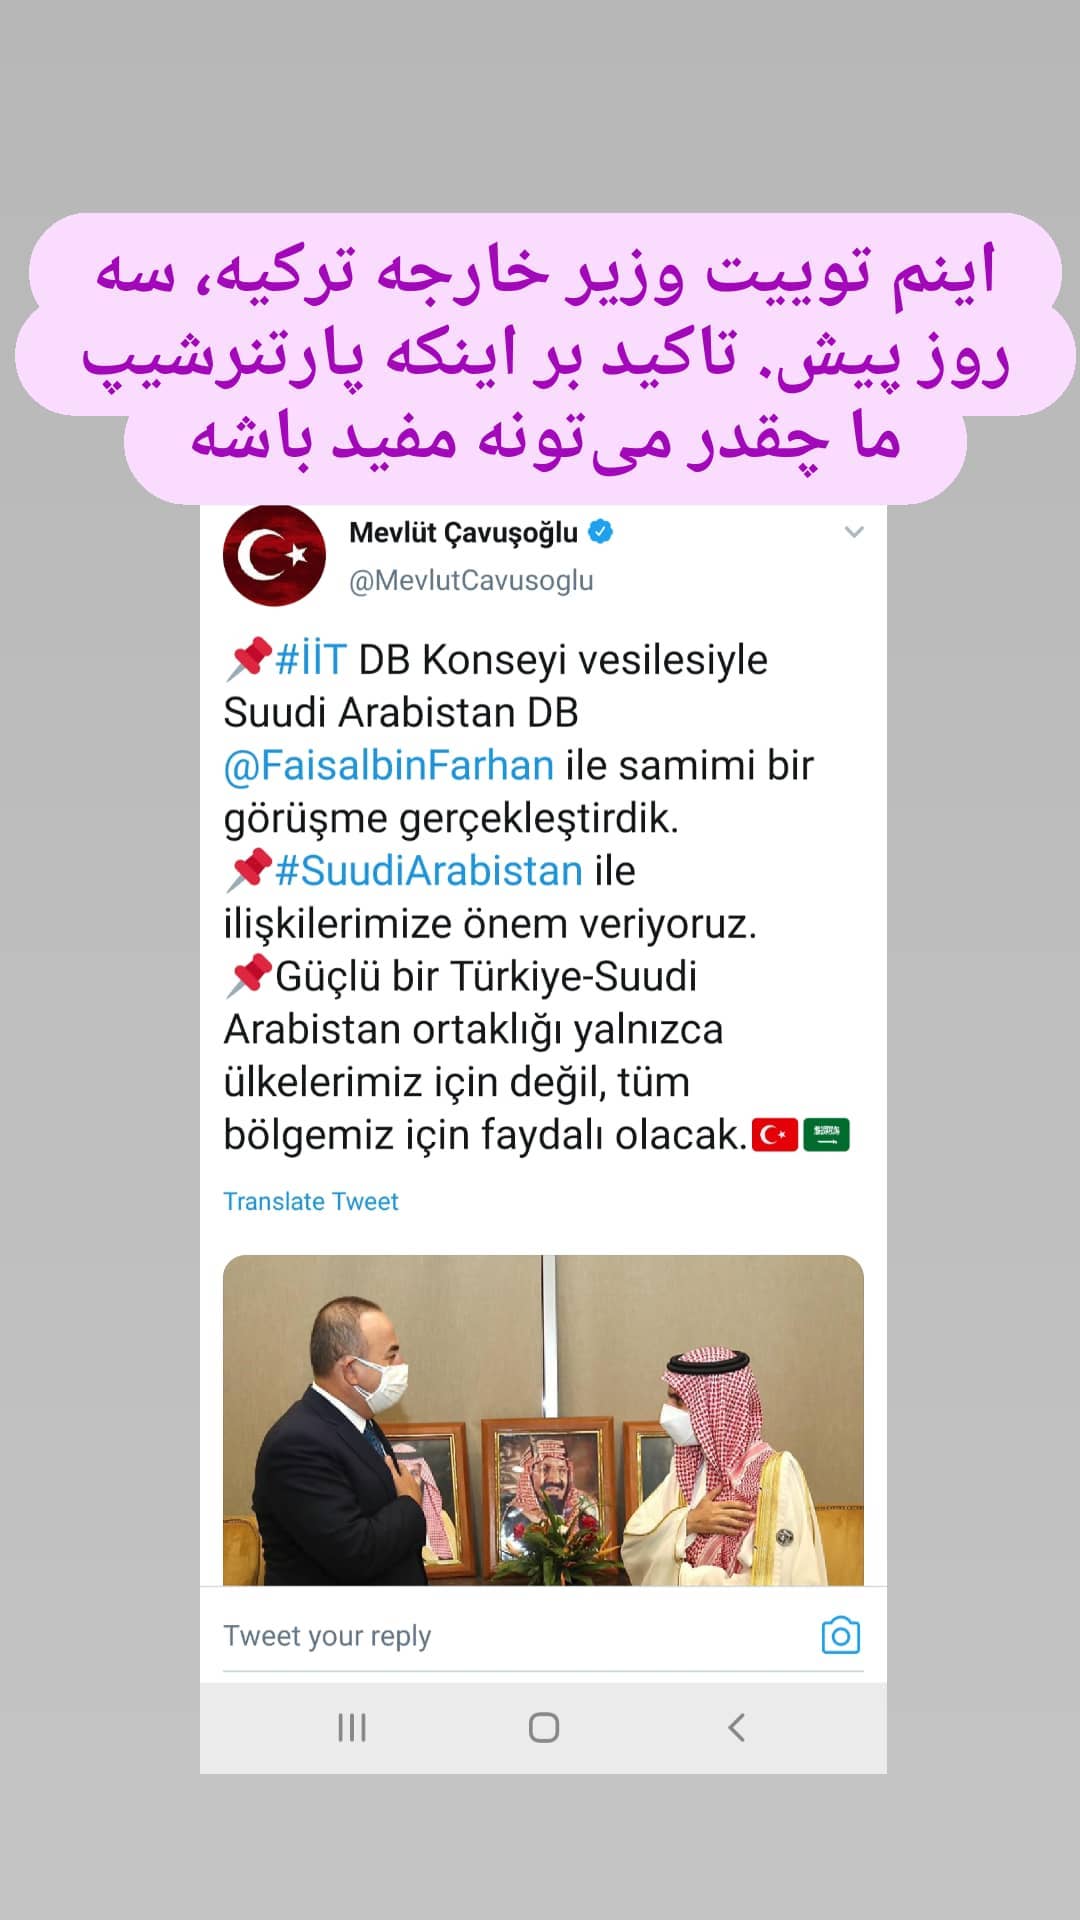 اینم توییت وزیر خارجه ترکیه، سه
روز پیش. تاکید بر اینکه پارتنرشیپ
ما چقدر می‌تونه مفید باشه
Mevlüt Çavuşoğlu
@MevlutCavusoglu
📌#İİT DB Konseyi vesilesiyle
Suudi Arabistan DB
@FaisalbinFarhan ile samimi bir
görüşme gerçekleştirdik.
📌#SuudiArabistan ile
ilişkilerimize önem veriyoruz.
📌Güçlü bir Türkiye-Suudi
Arabistan ortaklığı yalnızca
ülkelerimiz için değil, tüm
bölgemiz için faydalı olacak.🇹🇷🇸🇦
Translate Tweet
Tweet your reply